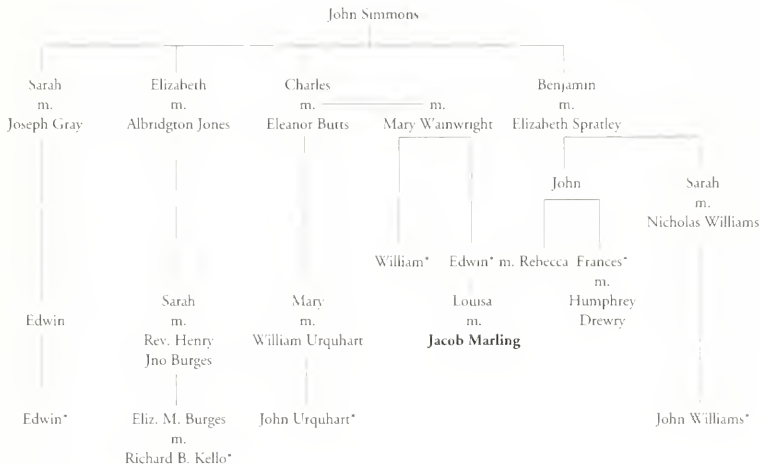 John Simmons
Sarah Elizabeth Charles Benjamin
m. m. m. m. m.
Joseph Gray Albridgton Jones Eleanor Butts Mary Wainwright Elizabeth Spratley
John Sarah
m.
Nicholas Williams
William* Edwin* m. Rebecca Frances*
m.
Sarah Mary Louisa Humphrey
Edwin m. m. m. Drewry
Rev. Henry William Urquhart Jacob Marling
Jno Burges
Edwin* Eliz. M. Burges John Urquhart* John Williams*
m.
Richard B. Kello*